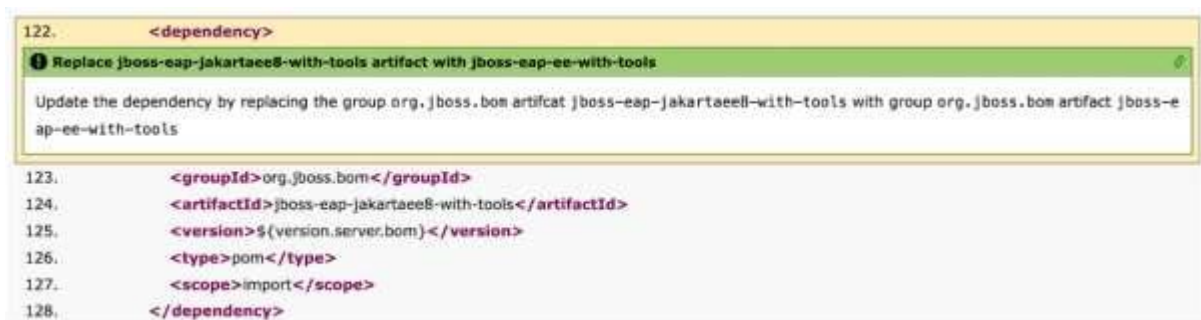 122. <dependency>
Replace jboss-eap-jakartaee8-with-tools artifact with jboss-eap-ee-with-tools
Update the dependency by replacing the group org.jboss.bom artifcat jboss-eap-jakartaee8-with-tools with group org.jboss.bom artifact jboss-e
ap-ee-with-tools
123. <groupId>org.jboss.bom</groupId>
124. <artifactId>jboss-eap-jakartaee8-with-tools</artifactId>
125. <version>${version.server.bom}</version>
126. <type>pom</type>
127. <scope>import</scope>
128. </dependency>